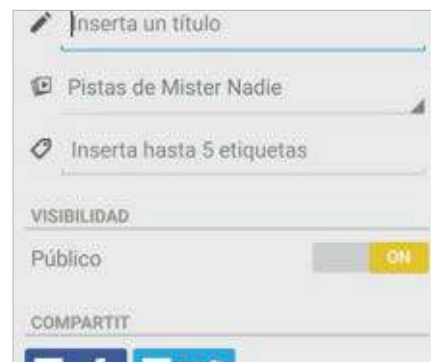 Inserta un título
Pistas de Mister Nadie
Inserta hasta 5 etiquetas
VISIBILIDAD
Público
ON
COMPARTIT